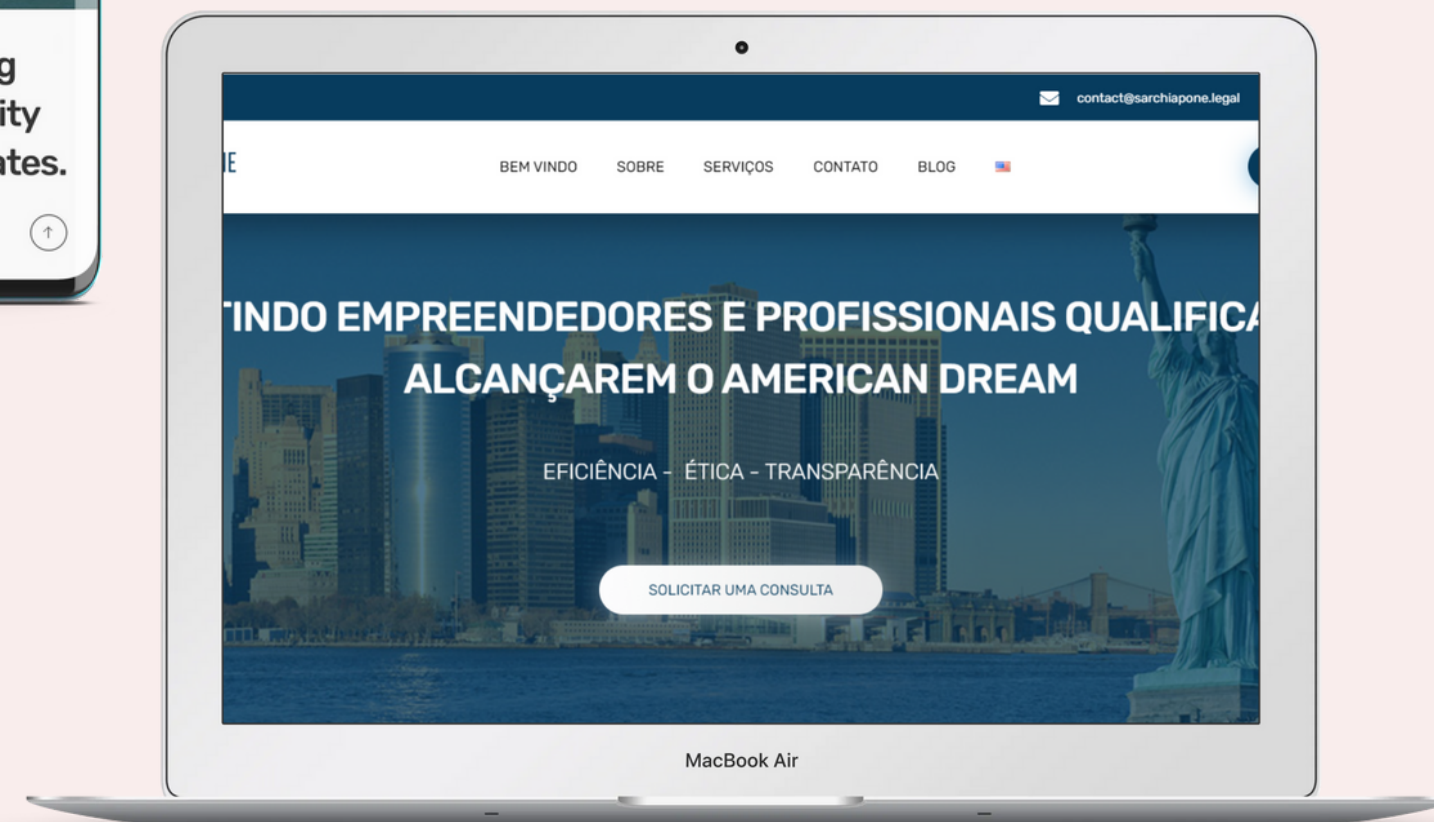 g
ity
ates.
contact@sarchiapone.legal
BEM VINDO SOBRE SERVIÇOS CONTATO BLOG
TINDO EMPREENDEDORES E PROFISSIONAIS QUALIFICA
ALCANÇAREM O AMERICAN DREAM
EFICIÊNCIA - ÉTICA - TRANSPARÊNCIA
SOLICITAR UMA CONSULTA
MacBook Air